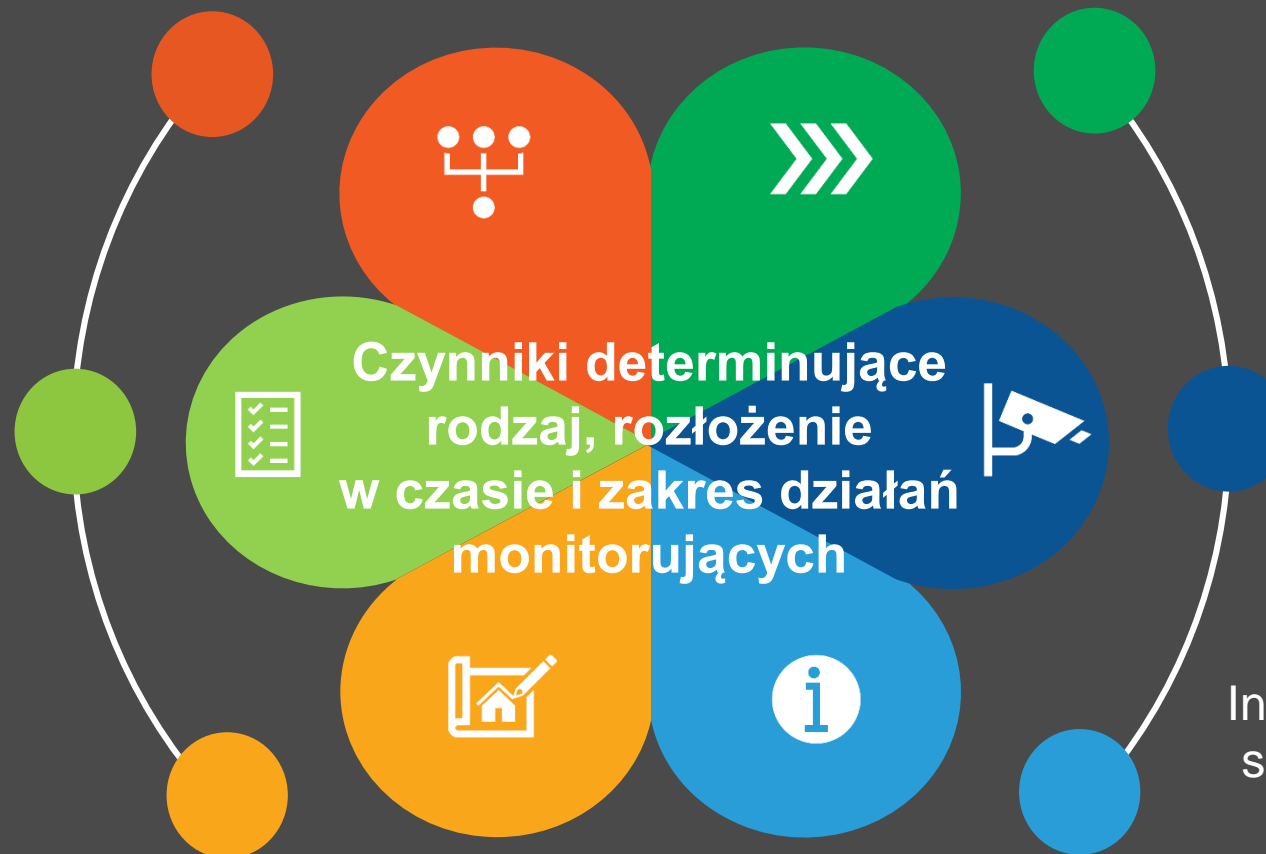 Czynniki determinujące
rodzaj, rozłożenie
w czasie i zakres działań
monitorujących